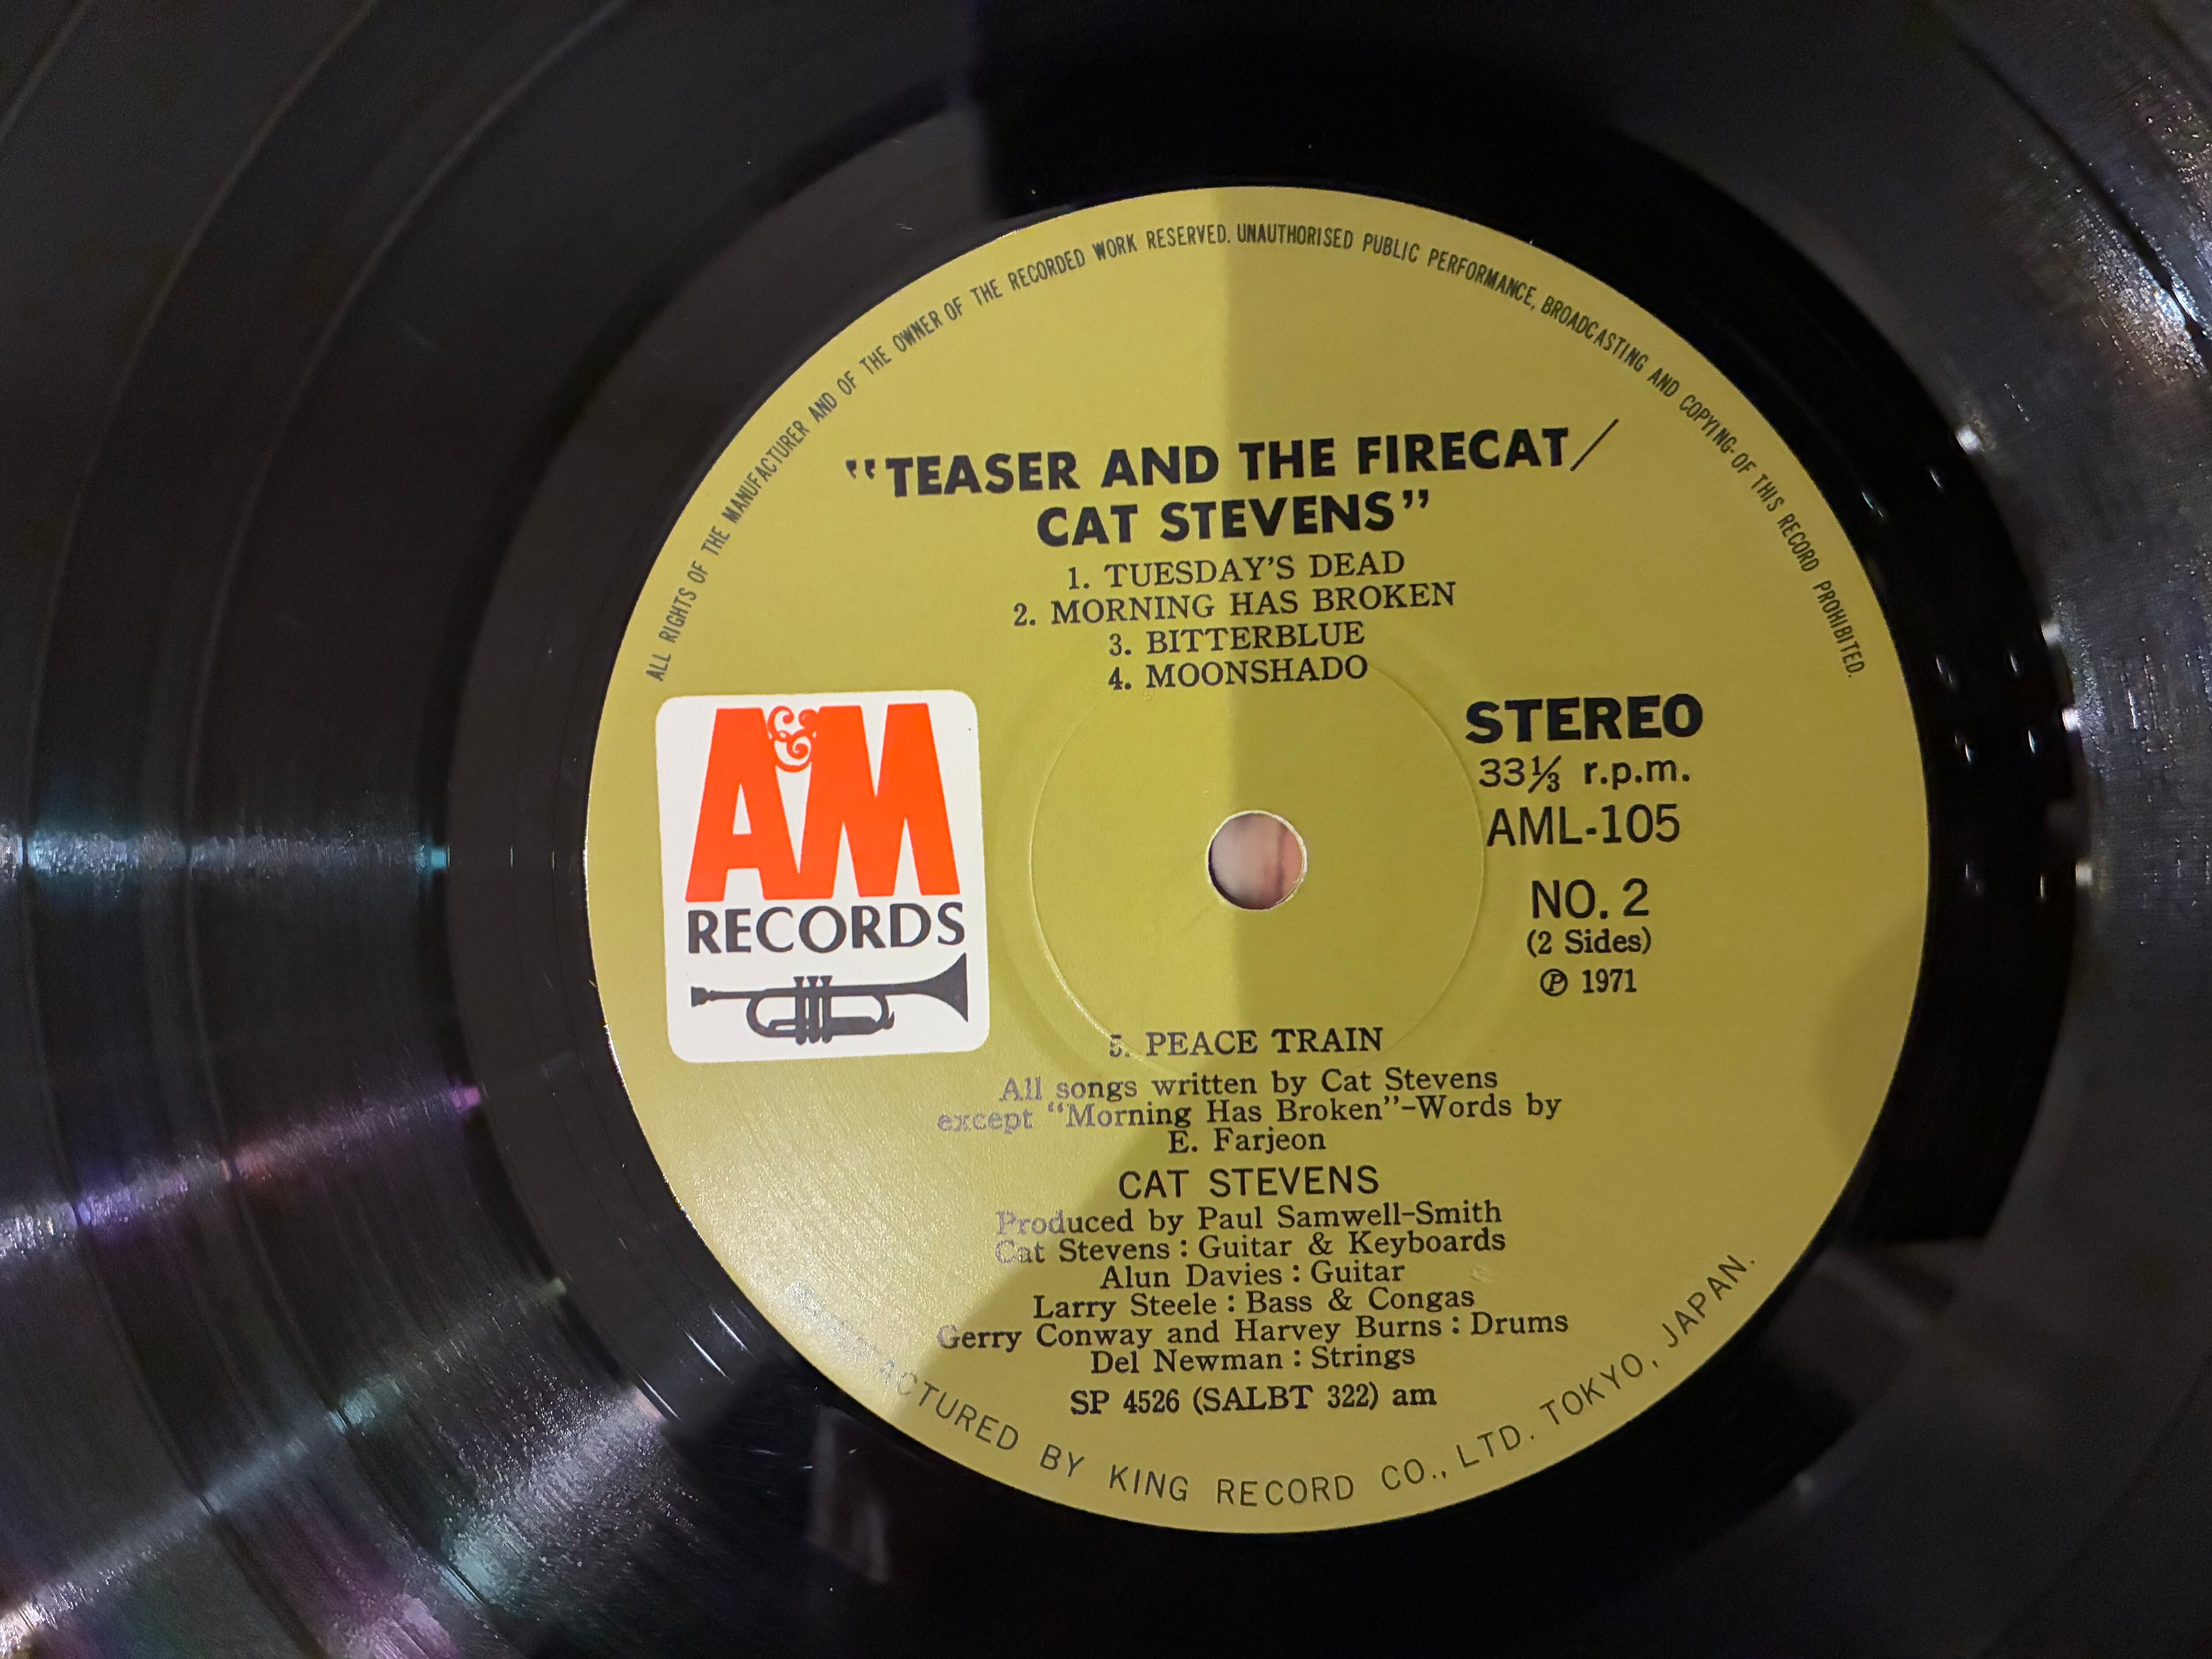 ALL RIGHTS OF THE MANUFACTURER AND OF THE OWNER OF THE RECORDED WORK RESERVED. UNAUTHORISED PUBLIC PERFORMANCE, BROADCASTING AND COPYING OF THIS RECORD PROHIBITED.
"TEASER AND THE FIRECAT/
CAT STEVENS"
1. TUESDAY'S DEAD
2. MORNING HAS BROKEN
3. BITTERBLUE
4. MOONSHADO
A&M
RECORDS
STEREO
33⅓ r.p.m.
AML-105
NO. 2
(2 Sides)
Ⓟ 1971
5. PEACE TRAIN
All songs written by Cat Stevens
except "Morning Has Broken"-Words by
E. Farjeon
CAT STEVENS
Produced by Paul Samwell-Smith
Cat Stevens : Guitar & Keyboards
Alun Davies : Guitar
Larry Steele : Bass & Congas
Gerry Conway and Harvey Burns : Drums
Del Newman : Strings
SP 4526 (SALBT 322) am
MANUFACTURED BY KING RECORD CO., LTD. TOKYO, JAPAN.